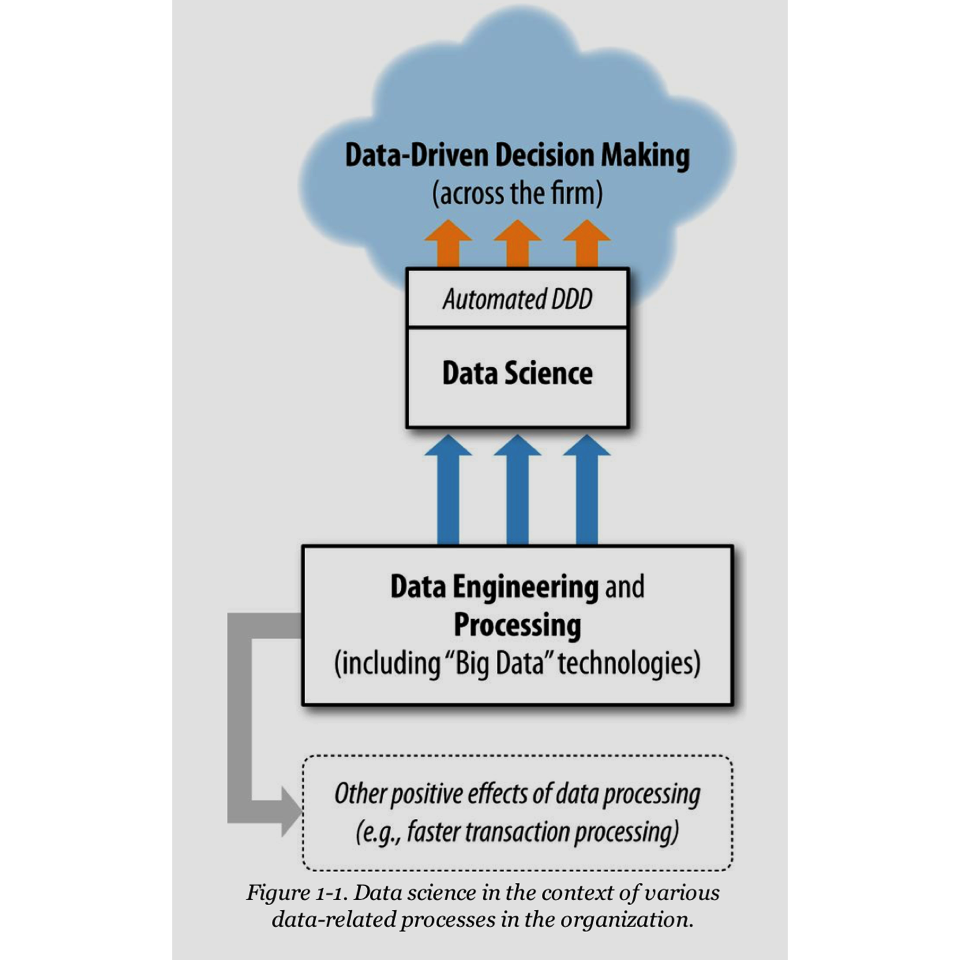 Data-Driven Decision Making
(across the firm)
Automated DDD
Data Science
Data Engineering and
Processing
(including “Big Data” technologies)
Other positive effects of data processing
(e.g., faster transaction processing)
Figure 1-1. Data science in the context of various
data-related processes in the organization.